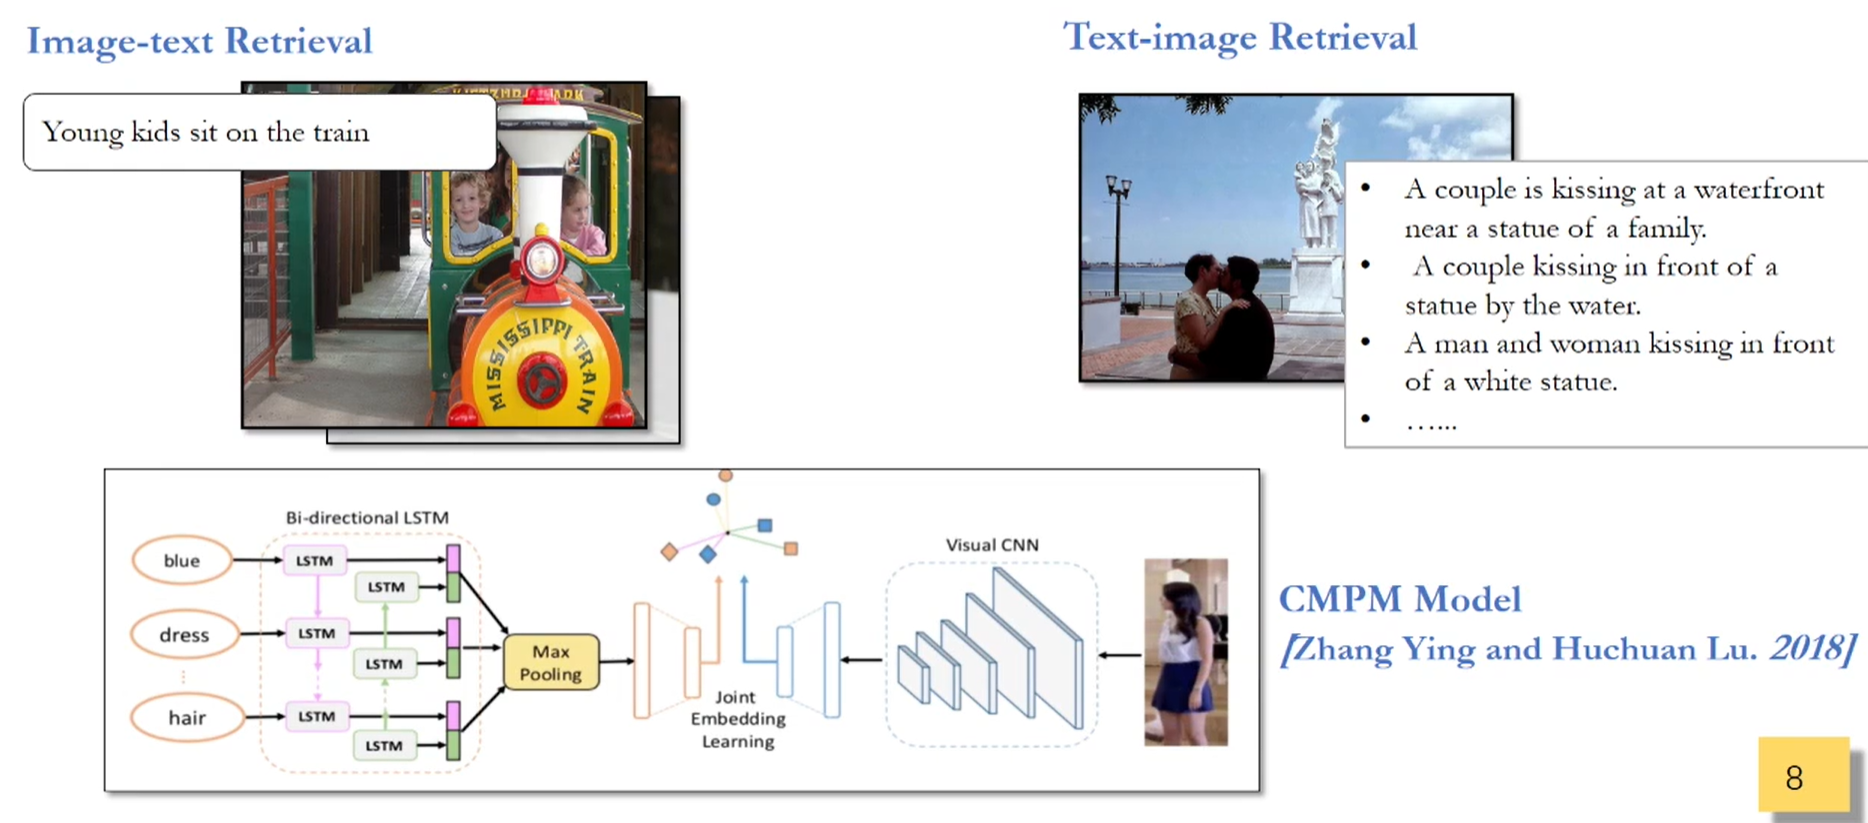 Image-text Retrieval
Young kids sit on the train
MISSISSIPPI TRAIN
Text-image Retrieval
• A couple is kissing at a waterfront
near a statue of a family.
• A couple kissing in front of a
statue by the water.
• A man and woman kissing in front
of a white statue.
• …...
Bi-directional LSTM
blue
LSTM
LSTM
dress
LSTM
LSTM
hair
LSTM
LSTM
Max
Pooling
Joint
Embedding
Learning
Visual CNN
CMPM Model
[Zhang Ying and Huchuan Lu. 2018]
8